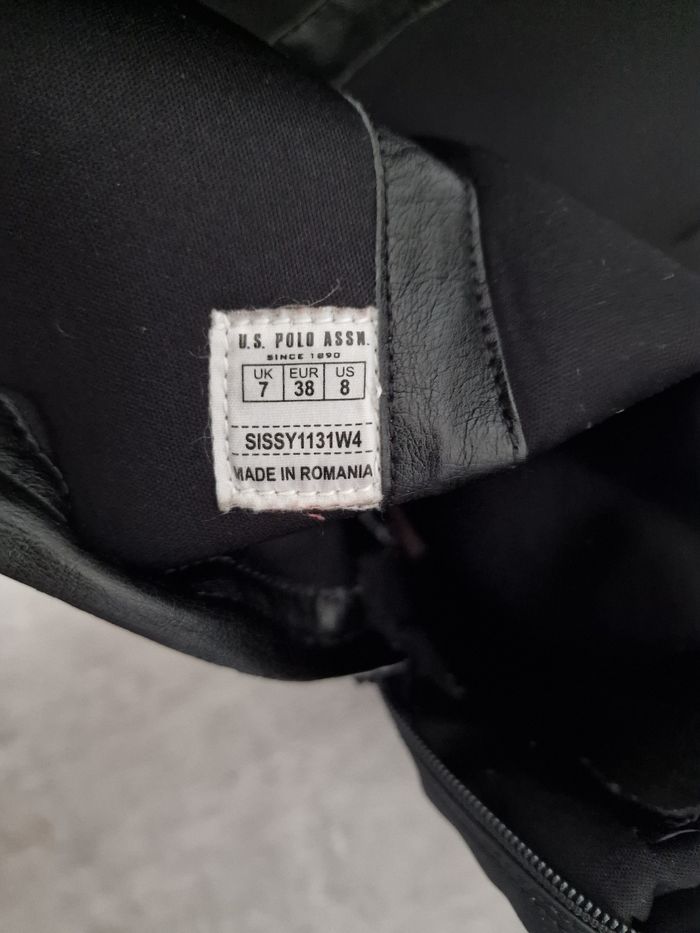 U.S. POLO ASSN.
SINCE 1890
UK EUR US
7 38 8
SISSY1131W4
MADE IN ROMANIA